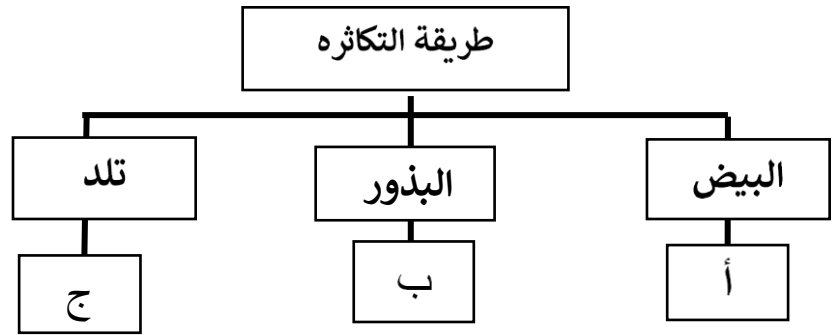 طريقة التكاثره
البيض
البذور
تلد
أ
ب
ج